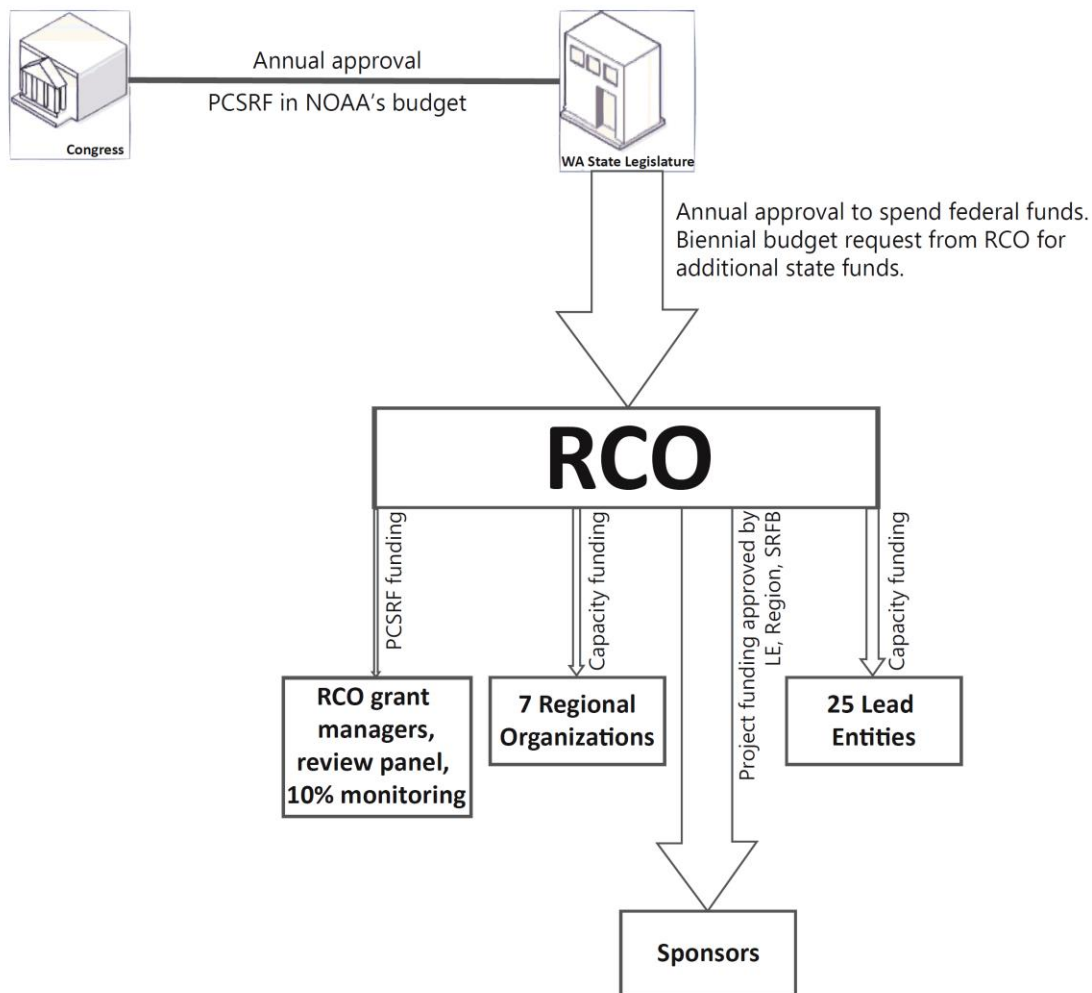 Annual approval
PCSRF in NOAA's budget
Congress
WA State Legislature
Annual approval to spend federal funds.
Biennial budget request from RCO for
additional state funds.
RCO
PCSRF funding
Capacity funding
Project funding approved by
LE, Region, SRFB
Capacity funding
RCO grant
managers,
review panel,
10% monitoring
7 Regional
Organizations
25 Lead
Entities
Sponsors